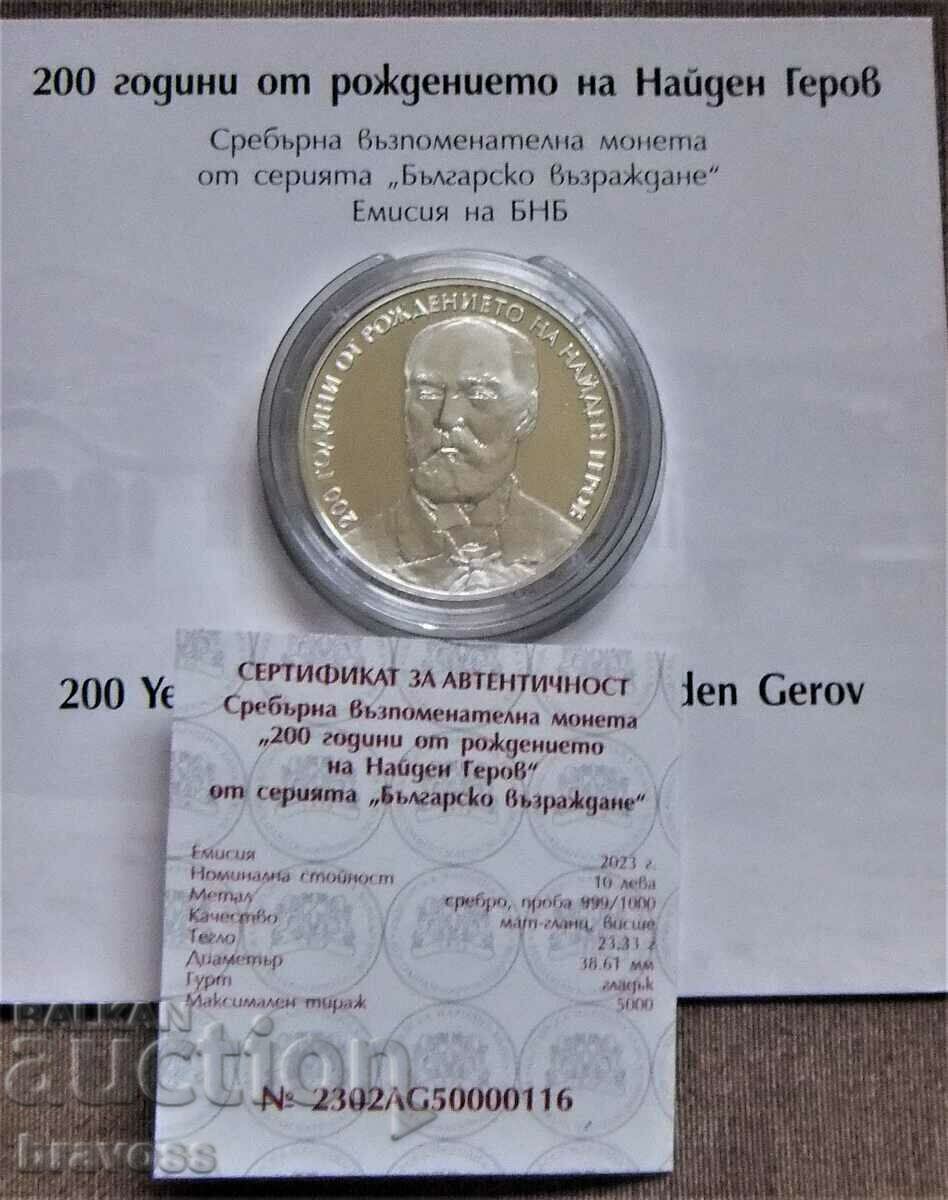 200 години от рождението на Найден Геров
Сребърна възпоменателна монета
от серията „Българско възраждане“
Емисия на БНБ
200 ГОДИНИ ОТ РОЖДЕНИЕТО НА НАЙДЕН ГЕРОВ
200 Ye
den Gerov
СЕРТИФИКАТ ЗА АВТЕНТИЧНОСТ
Сребърна възпоменателна монета
„200 години от рождението
на Найден Геров“
от серията „Българско възраждане“
Емисия 2023 г.
Номинална стойност 10 лева
Метал сребро, проба 999/1000
Качество мат-гланц, висше
Тегло 23.33 г
Диаметър 38.61 мм
Гурт гладък
Максимален тираж 5000
№ 2302AG50000116
BALKAN
auction
bravoss